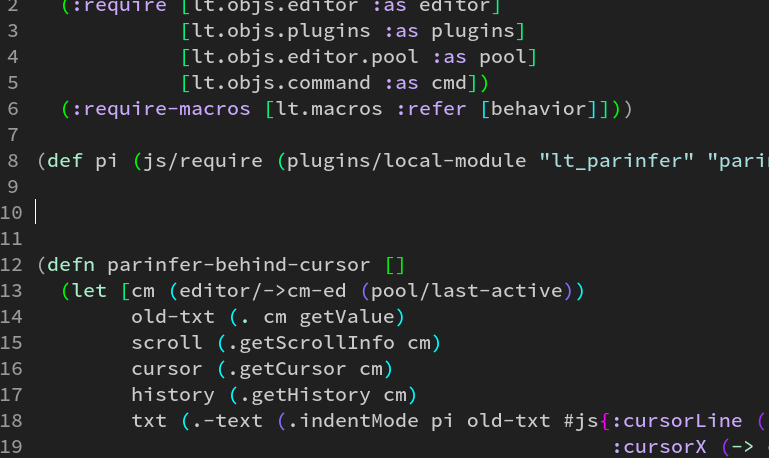 2 (:require [lt.objs.editor :as editor]
3 [lt.objs.plugins :as plugins]
4 [lt.objs.editor.pool :as pool]
5 [lt.objs.command :as cmd])
6 (:require-macros [lt.macros :refer [behavior]]))
7
8 (def pi (js/require (plugins/local-module "lt_parinfer" "parin
9
10
11
12 (defn parinfer-behind-cursor []
13 (let [cm (editor/->cm-ed (pool/last-active))
14 old-txt (. cm getValue)
15 scroll (.getScrollInfo cm)
16 cursor (.getCursor cm)
17 history (.getHistory cm)
18 txt (.-text (.indentMode pi old-txt #js{:cursorLine (
19 :cursorX (->